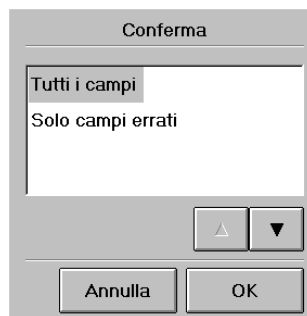 Conferma
Tutti i campi
Solo campi errati
Annulla
OK